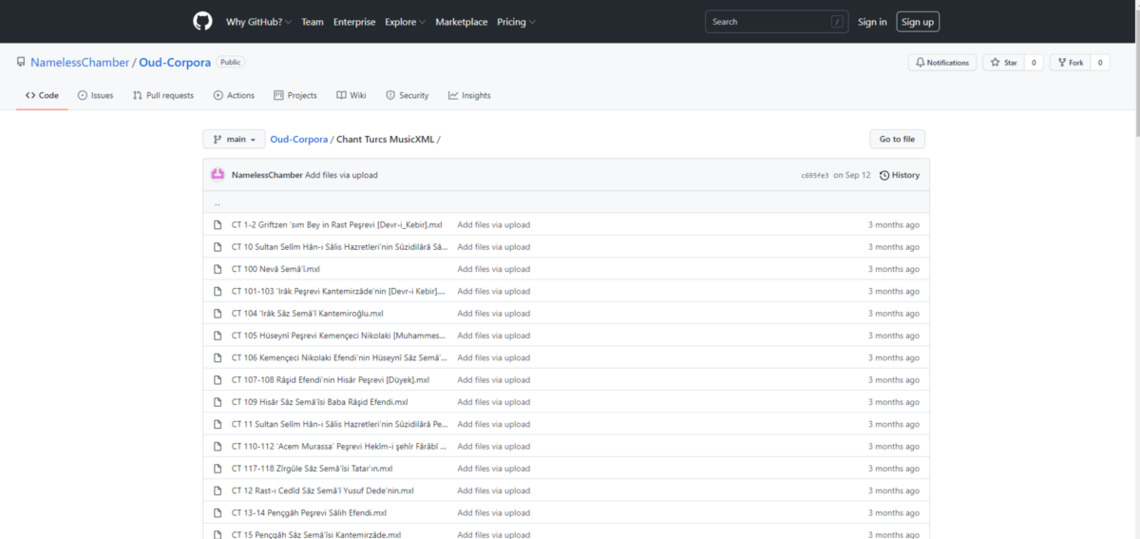 Why GitHub? Team Enterprise Explore Marketplace Pricing Search / Sign in Sign up
NamelessChamber / Oud-Corpora Public Notifications Star 0 Fork 0
Code Issues Pull requests Actions Projects Wiki Security Insights
main Oud-Corpora / Chant Turcs MusicXML / Go to file
NamelessChamber Add files via upload c695fe3 on Sep 12 History
..
CT 1-2 Griftzen 'sım Bey in Rast Peşrevi [Devr-i_Kebir].mxl Add files via upload 3 months ago
CT 10 Sultan Selîm Hân-ı Sâlis Hazretleri'nin Sûzidilârâ Sâ... Add files via upload 3 months ago
CT 100 Nevâ Semâ'î.mxl Add files via upload 3 months ago
CT 101-103 'Irâk Peşrevi Kantemirzâde'nin [Devr-i Kebir].... Add files via upload 3 months ago
CT 104 'Irâk Sâz Semâ'î Kantemiroğlu.mxl Add files via upload 3 months ago
CT 105 Hüseynî Peşrevi Kemençeci Nikolaki [Muhammes... Add files via upload 3 months ago
CT 106 Kemençeci Nikolaki Efendi'nin Hüseynî Sâz Semâ'... Add files via upload 3 months ago
CT 107-108 Râşid Efendi'nin Hisâr Peşrevi [Düyek].mxl Add files via upload 3 months ago
CT 109 Hisâr Sâz Semâ'îsi Baba Râşid Efendi.mxl Add files via upload 3 months ago
CT 11 Sultan Selîm Hân-ı Sâlis Hazretleri'nin Sûzidilârâ Pe... Add files via upload 3 months ago
CT 110-112 'Acem Murassa' Peşrevi Hekîm-i şehîr Fârâbî ... Add files via upload 3 months ago
CT 117-118 Zîrgûle Sâz Semâ'îsi Tatar'ın.mxl Add files via upload 3 months ago
CT 12 Rast-ı Cedîd Sâz Semâ'î Yusuf Dede'nin.mxl Add files via upload 3 months ago
CT 13-14 Pençgâh Peşrevi Sâlih Efendi.mxl Add files via upload 3 months ago
CT 15 Pençgâh Sâz Semâ'îsi Kantemirzâde.mxl Add files via upload 3 months ago